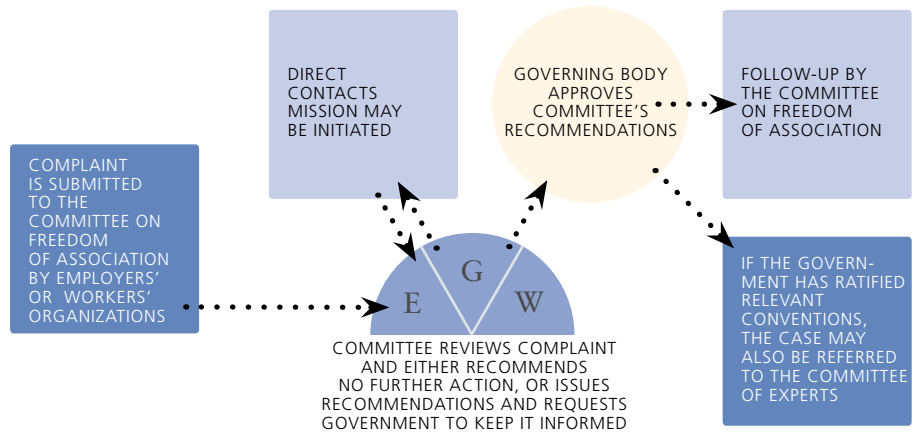 COMPLAINT
IS SUBMITTED
TO THE
COMMITTEE ON
FREEDOM
OF ASSOCIATION
BY EMPLOYERS'
OR WORKERS'
ORGANIZATIONS
DIRECT
CONTACTS
MISSION MAY
BE INITIATED
E
G
W
COMMITTEE REVIEWS COMPLAINT
AND EITHER RECOMMENDS
NO FURTHER ACTION, OR ISSUES
RECOMMENDATIONS AND REQUESTS
GOVERNMENT TO KEEP IT INFORMED
GOVERNING BODY
APPROVES
COMMITTEE'S
RECOMMENDATIONS
FOLLOW-UP BY
THE COMMITTEE
ON FREEDOM
OF ASSOCIATION
IF THE GOVERN-
MENT HAS RATIFIED
RELEVANT
CONVENTIONS,
THE CASE MAY
ALSO BE REFERRED
TO THE COMMITTEE
OF EXPERTS